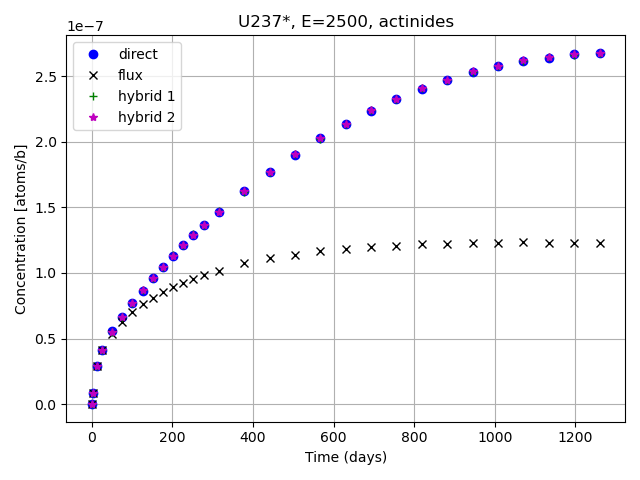 U237*, E=2500, actinides
1e−7
direct
flux
hybrid 1
hybrid 2
2.5
2.0
1.5
1.0
0.5
0.0
Concentration [atoms/b]
0 200 400 600 800 1000 1200
Time (days)